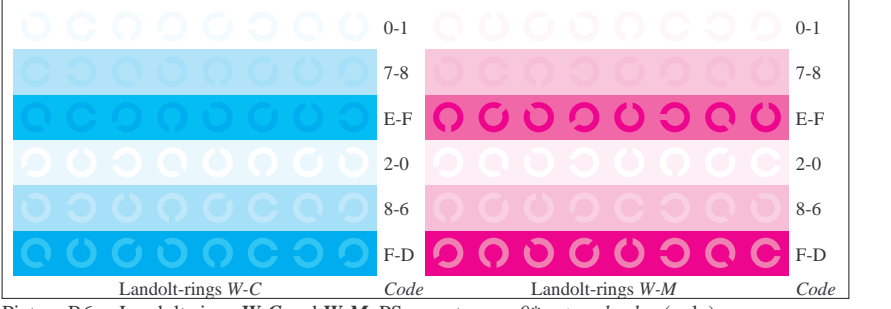 0-1 0-1
7-8 7-8
E-F E-F
2-0 2-0
8-6 8-6
F-D F-D
Landolt-rings W-C Code Landolt-rings W-M Code